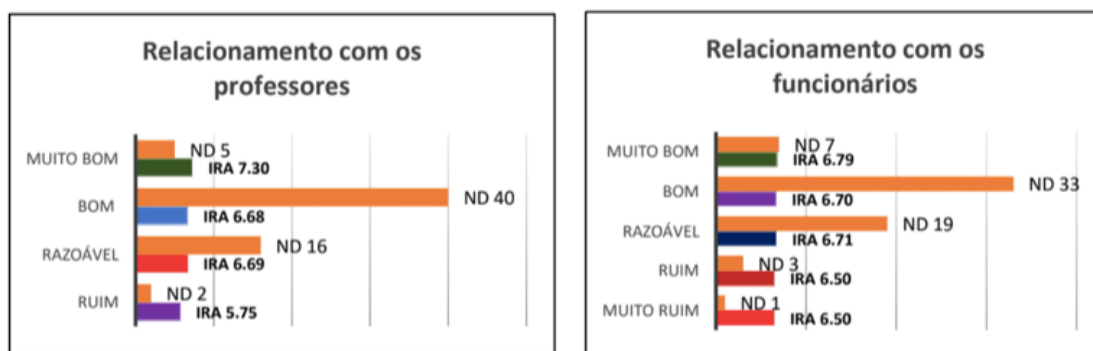 Relacionamento com os
professores
MUITO BOM
ND 5
IRA 7.30
BOM
ND 40
IRA 6.68
RAZOÁVEL
ND 16
IRA 6.69
RUIM
ND 2
IRA 5.75
Relacionamento com os
funcionários
MUITO BOM
ND 7
IRA 6.79
BOM
ND 33
IRA 6.70
RAZOÁVEL
ND 19
IRA 6.71
RUIM
ND 3
IRA 6.50
MUITO RUIM
ND 1
IRA 6.50